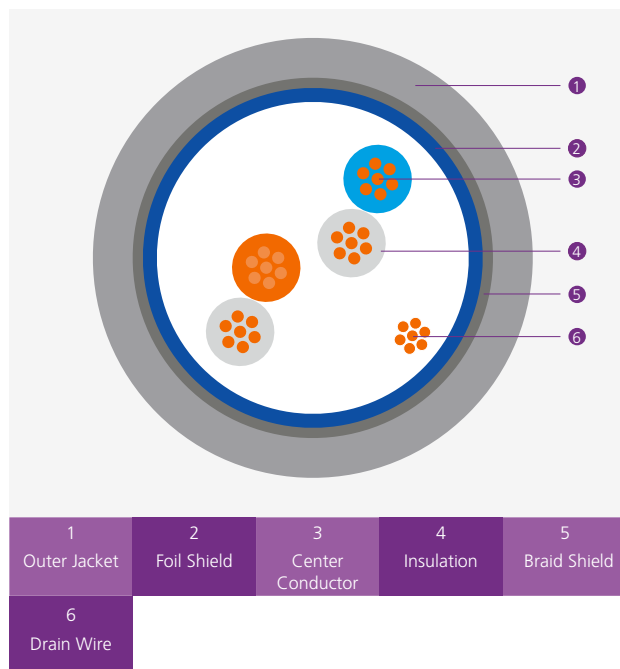 1
2
3
4
5
6
1
Outer Jacket
2
Foil Shield
3
Center
Conductor
4
Insulation
5
Braid Shield
6
Drain Wire